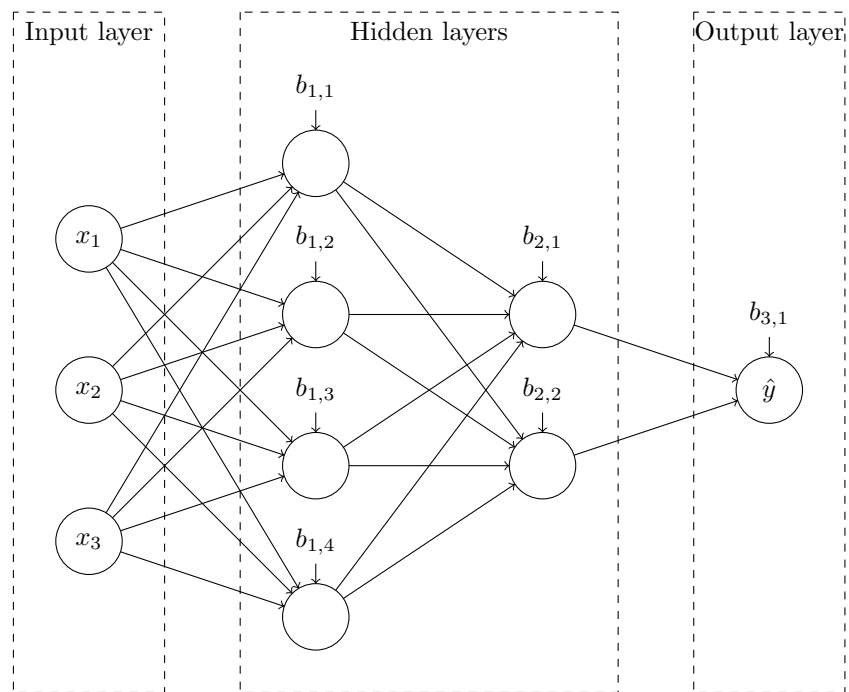 Input layer
Hidden layers
Output layer
b₁,₁
x₁
b₁,₂
b₂,₁
b₃,₁
x₂
ŷ
b₁,₃
b₂,₂
x₃
b₁,₄